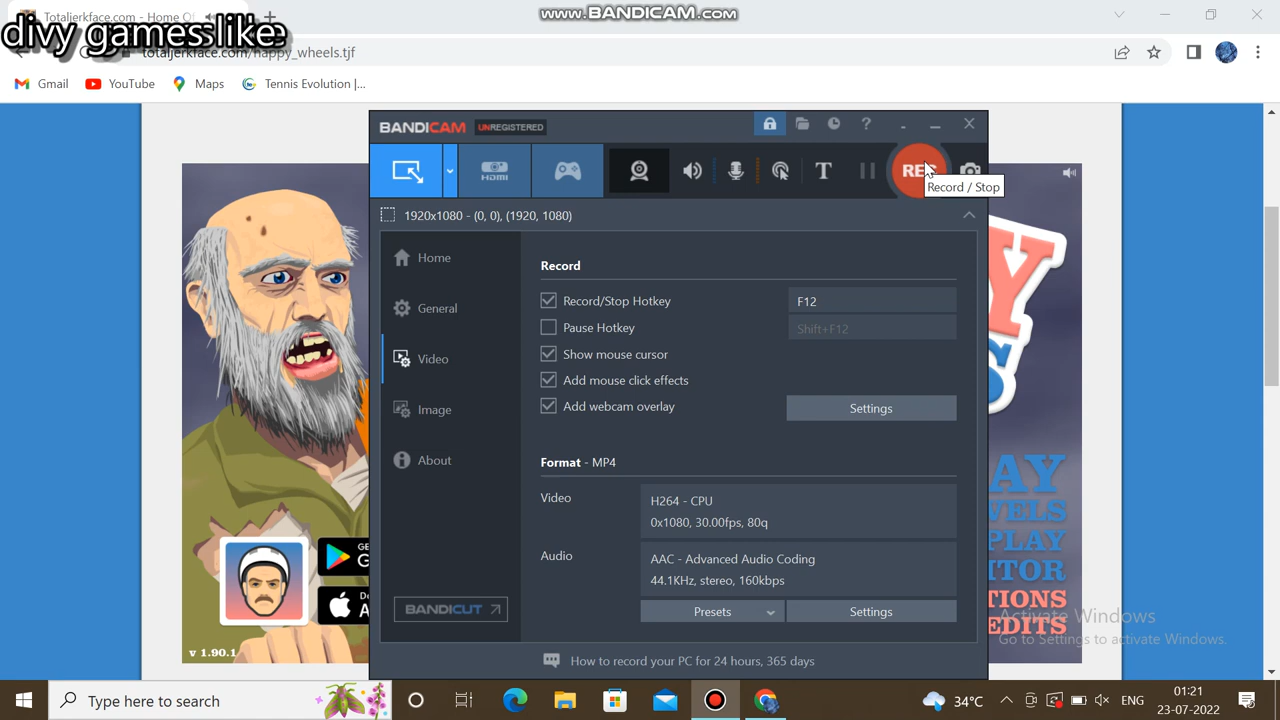 Totaljerkface.com - Home Of
www.BANDICAM.com
divy games like
totaljerkface.com/happy_wheels.tjf
Gmail
YouTube
Maps
Tennis Evolution |...
BANDICAM UNREGISTERED
HDMI
T
REC
Record / Stop
1920x1080 - (0, 0), (1920, 1080)
Home
General
Video
Image
About
BANDICUT
Record
Record/Stop Hotkey
F12
Pause Hotkey
Shift+F12
Show mouse cursor
Add mouse click effects
Add webcam overlay
Settings
Format - MP4
Video
H264 - CPU
0x1080, 30.00fps, 80q
Audio
AAC - Advanced Audio Coding
44.1KHz, stereo, 160kbps
Presets
Settings
How to record your PC for 24 hours, 365 days
v 1.90.1
Activate Windows
Go to Settings to activate Windows.
Type here to search
34°C
ENG
01:21
23-07-2022